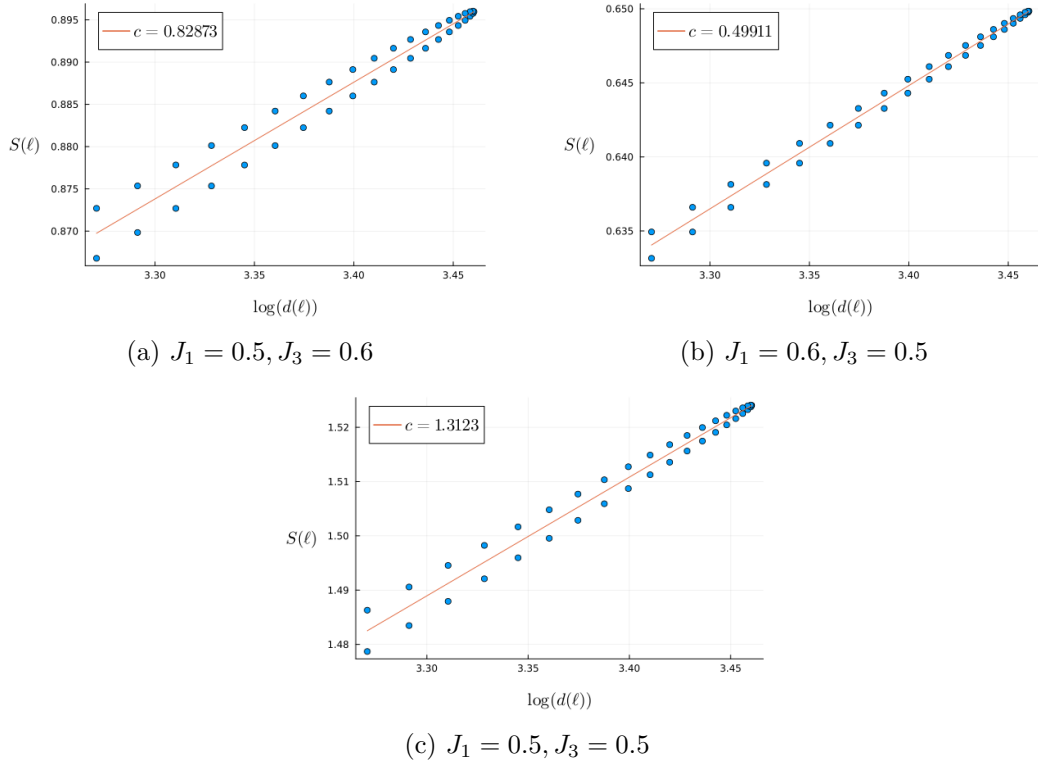 c = 0.82873
0.895
0.890
0.885
S(ℓ)
0.880
0.875
0.870
3.30 3.35 3.40 3.45
log(d(ℓ))
(a) J₁ = 0.5, J₃ = 0.6
c = 0.49911
0.650
0.645
S(ℓ)
0.640
0.635
3.30 3.35 3.40 3.45
log(d(ℓ))
(b) J₁ = 0.6, J₃ = 0.5
c = 1.3123
1.52
1.51
S(ℓ)
1.50
1.49
1.48
3.30 3.35 3.40 3.45
log(d(ℓ))
(c) J₁ = 0.5, J₃ = 0.5